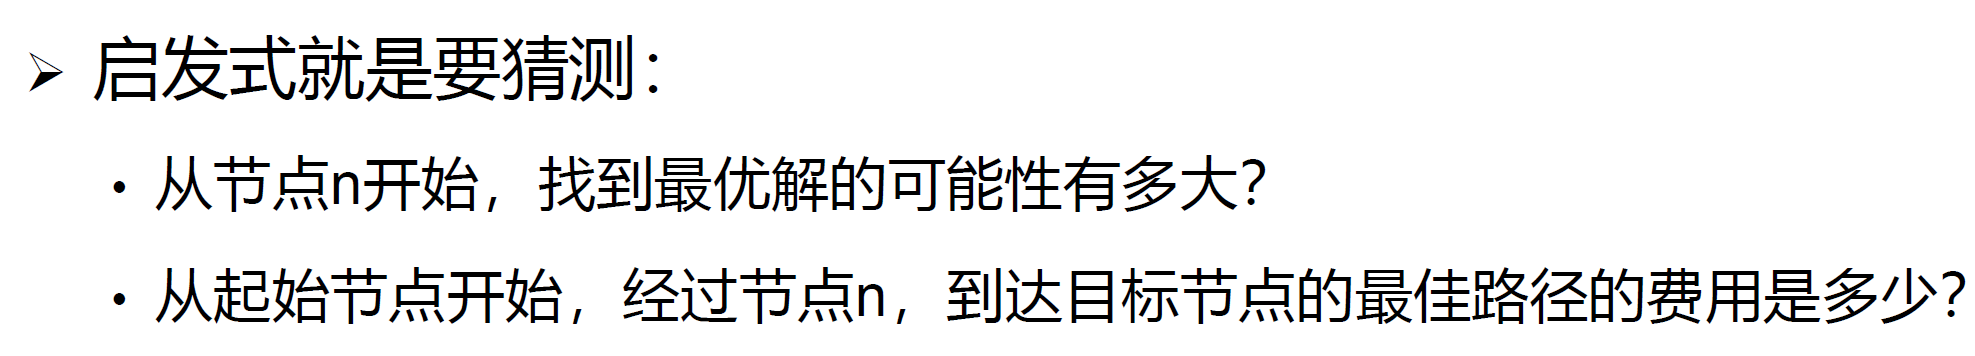 ➢ 启发式就是要猜测：
• 从节点n开始，找到最优解的可能性有多大？
• 从起始节点开始，经过节点n，到达目标节点的最佳路径的费用是多少？